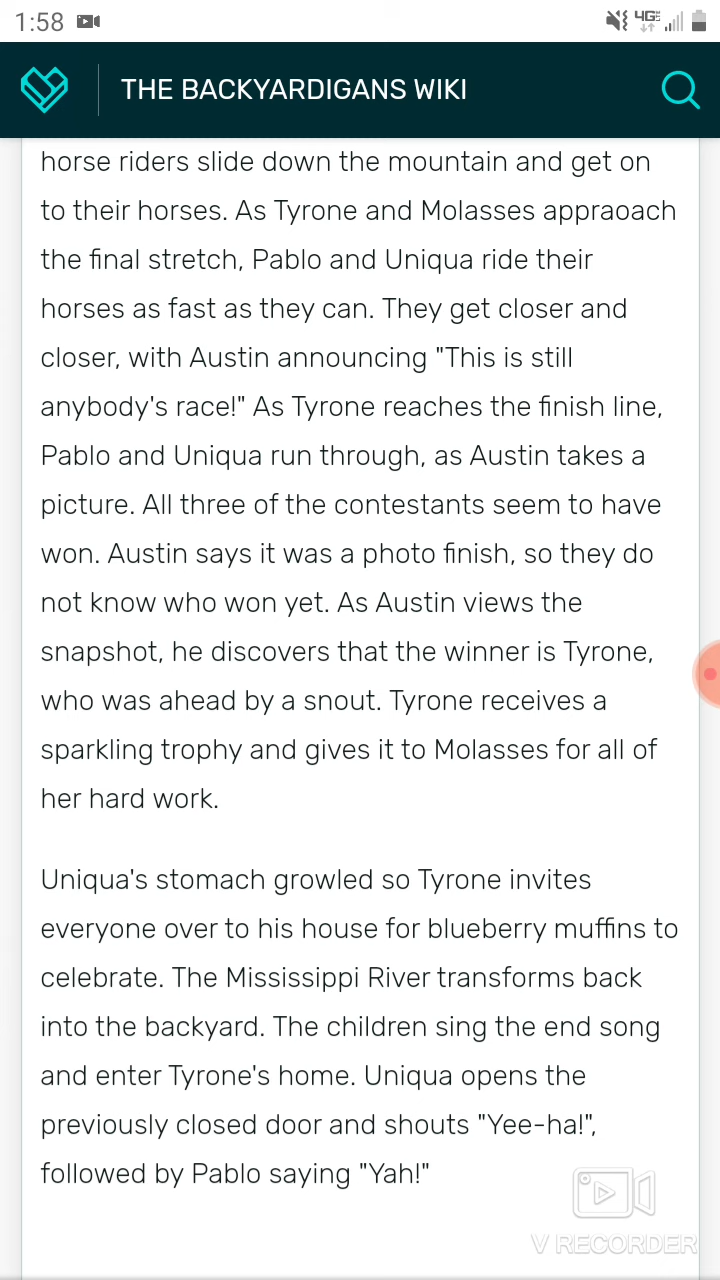 1:58
4GE
THE BACKYARDIGANS WIKI
horse riders slide down the mountain and get on
to their horses. As Tyrone and Molasses appraoach
the final stretch, Pablo and Uniqua ride their
horses as fast as they can. They get closer and
closer, with Austin announcing "This is still
anybody's race!" As Tyrone reaches the finish line,
Pablo and Uniqua run through, as Austin takes a
picture. All three of the contestants seem to have
won. Austin says it was a photo finish, so they do
not know who won yet. As Austin views the
snapshot, he discovers that the winner is Tyrone,
who was ahead by a snout. Tyrone receives a
sparkling trophy and gives it to Molasses for all of
her hard work.
Uniqua's stomach growled so Tyrone invites
everyone over to his house for blueberry muffins to
celebrate. The Mississippi River transforms back
into the backyard. The children sing the end song
and enter Tyrone's home. Uniqua opens the
previously closed door and shouts "Yee-ha!",
followed by Pablo saying "Yah!"
V RECORDER